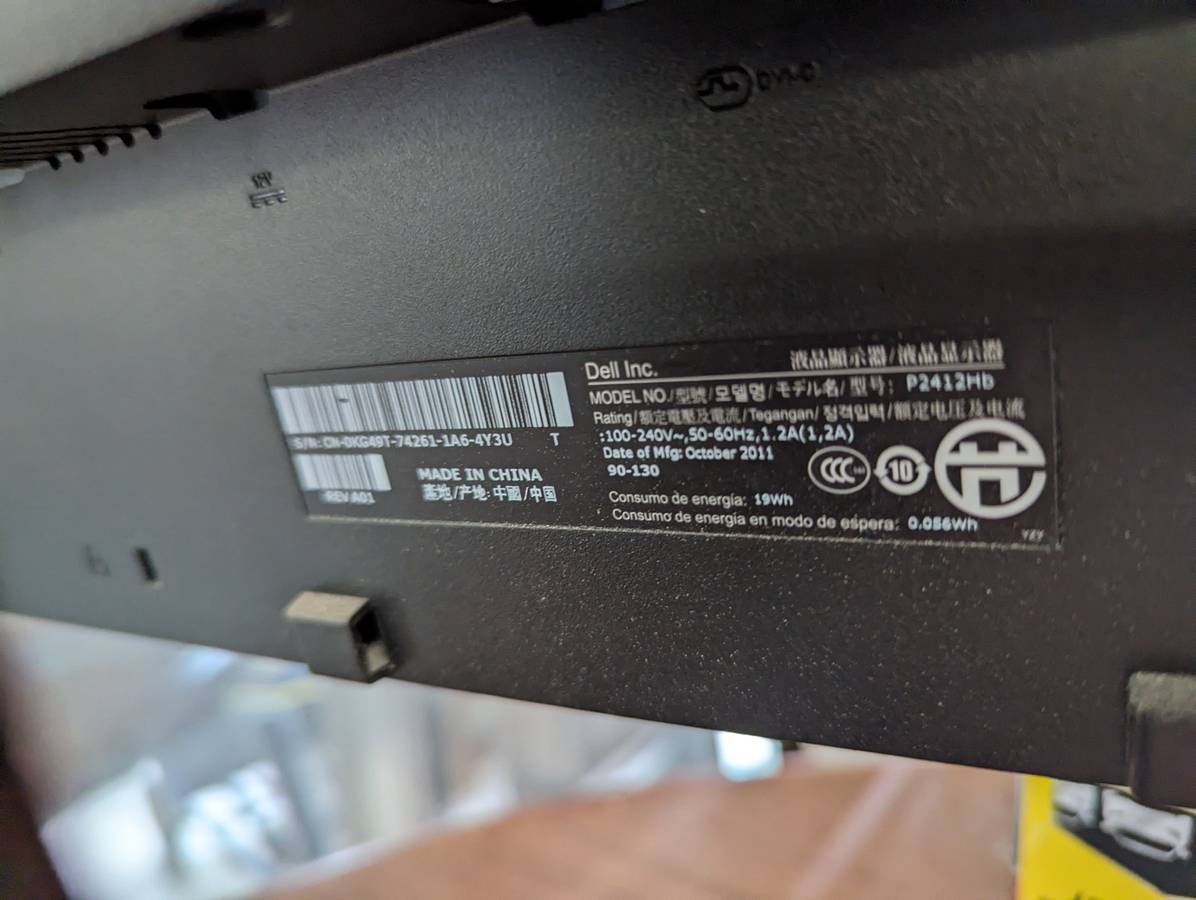 DVI-D
12V
S/N: CN-0KG49T-74261-1A6-4Y3U T
REV A01
MADE IN CHINA
產地/产地: 中國/中国
Dell Inc. 液晶顯示器/液晶显示器
MODEL NO./型號/모델명/モデル名/型号: P2412Hb
Rating/額定電壓及電流/Tegangan/정격입력/额定电压及电流
:100-240V~,50-60Hz,1.2A(1,2A)
Date of Mfg: October 2011
90-130
CCC
10
Consumo de energía: 19Wh
Consumo de energía en modo de espera: 0.056Wh
YZY